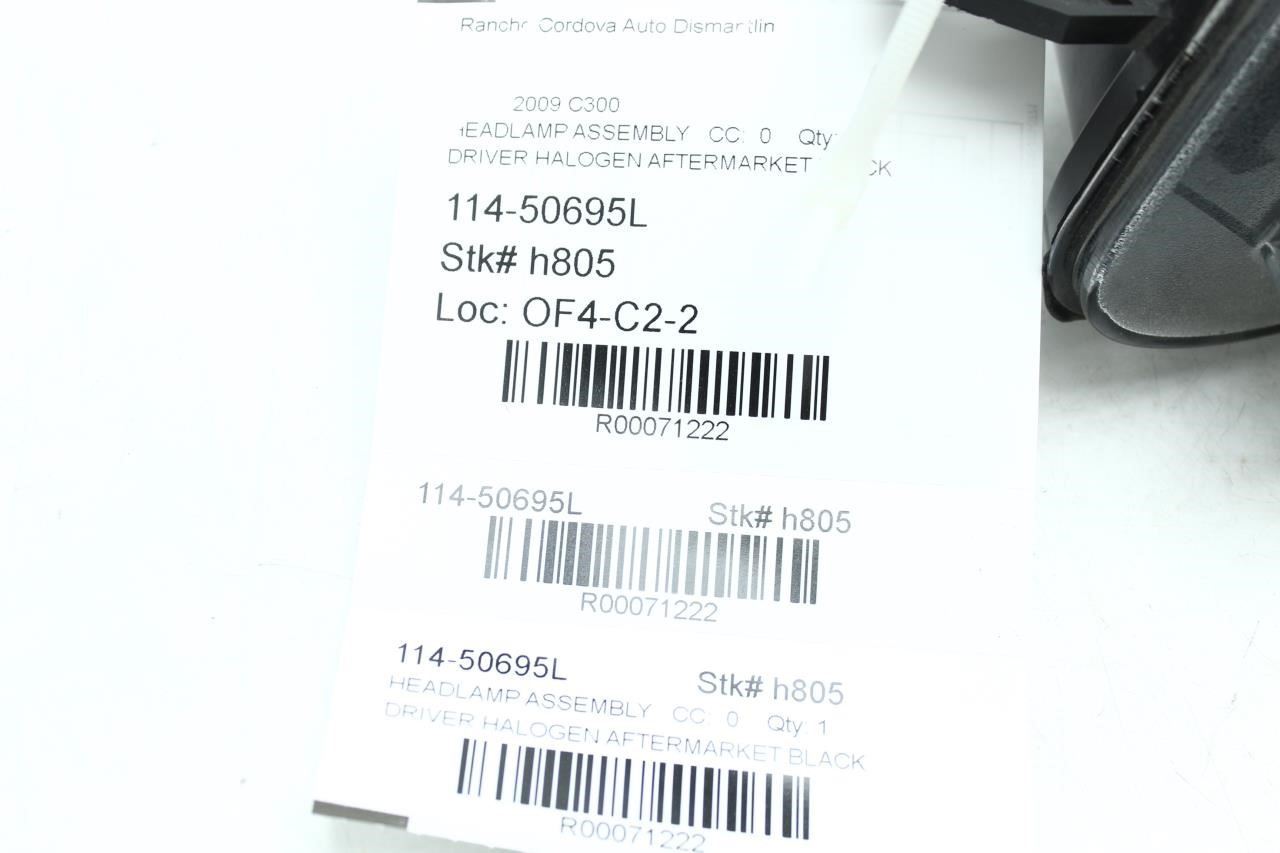 Rancho Cordova Auto Dismantlin
2009 C300
HEADLAMP ASSEMBLY CC: 0 Qty:
DRIVER HALOGEN AFTERMARKET
114-50695L
Stk# h805
Loc: OF4-C2-2
R00071222
114-50695L Stk# h805
R00071222
114-50695L Stk# h805
HEADLAMP ASSEMBLY CC: 0 Qty: 1
DRIVER HALOGEN AFTERMARKET BLACK
R00071222